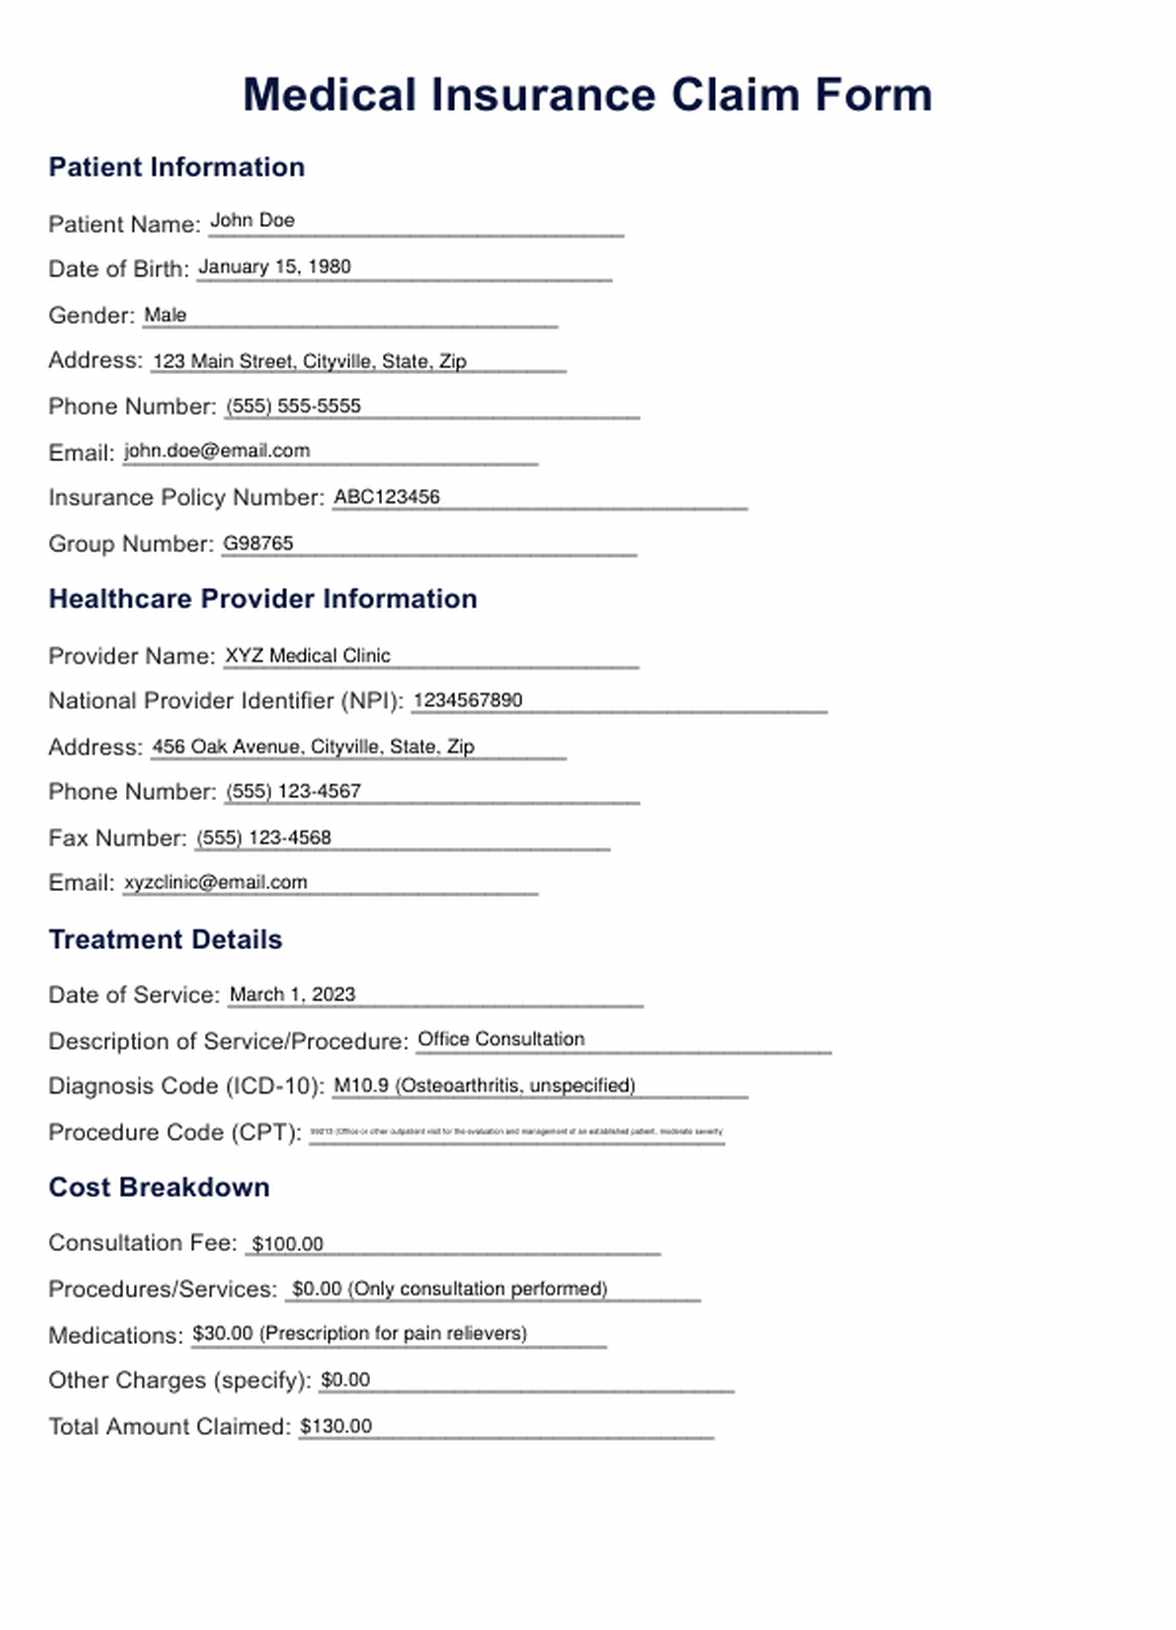 Medical Insurance Claim Form
Patient Information
Patient Name: John Doe
Date of Birth: January 15, 1980
Gender: Male
Address: 123 Main Street, Cityville, State, Zip
Phone Number: (555) 555-5555
Email: john.doe@email.com
Insurance Policy Number: ABC123456
Group Number: G98765
Healthcare Provider Information
Provider Name: XYZ Medical Clinic
National Provider Identifier (NPI): 1234567890
Address: 456 Oak Avenue, Cityville, State, Zip
Phone Number: (555) 123-4567
Fax Number: (555) 123-4568
Email: xyzclinic@email.com
Treatment Details
Date of Service: March 1, 2023
Description of Service/Procedure: Office Consultation
Diagnosis Code (ICD-10): M10.9 (Osteoarthritis, unspecified)
Procedure Code (CPT): 99213 (Office or other outpatient visit for the evaluation and management of an established patient, moderate severity
Cost Breakdown
Consultation Fee: $100.00
Procedures/Services: $0.00 (Only consultation performed)
Medications: $30.00 (Prescription for pain relievers)
Other Charges (specify): $0.00
Total Amount Claimed: $130.00